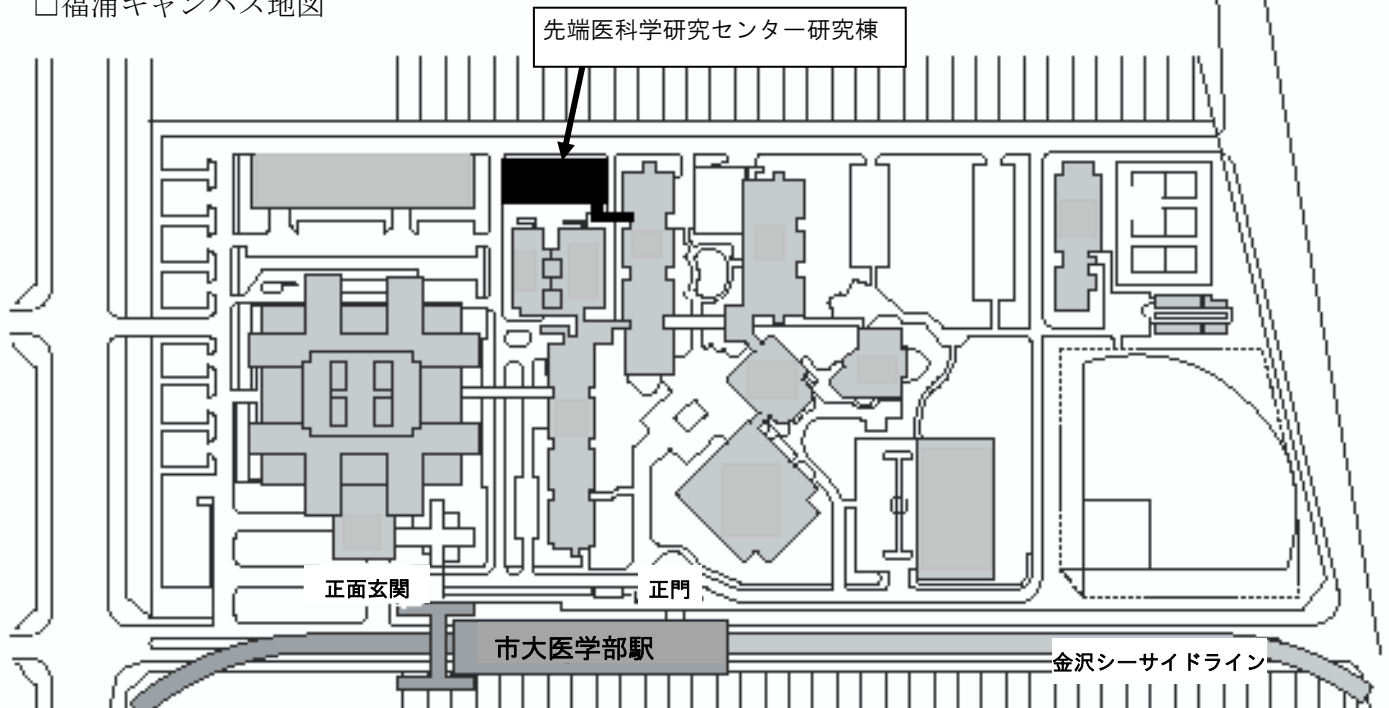 □福浦キャンパス地図
先端医科学研究センター研究棟
正面玄関
正門
市大医学部駅
金沢シーサイドライン